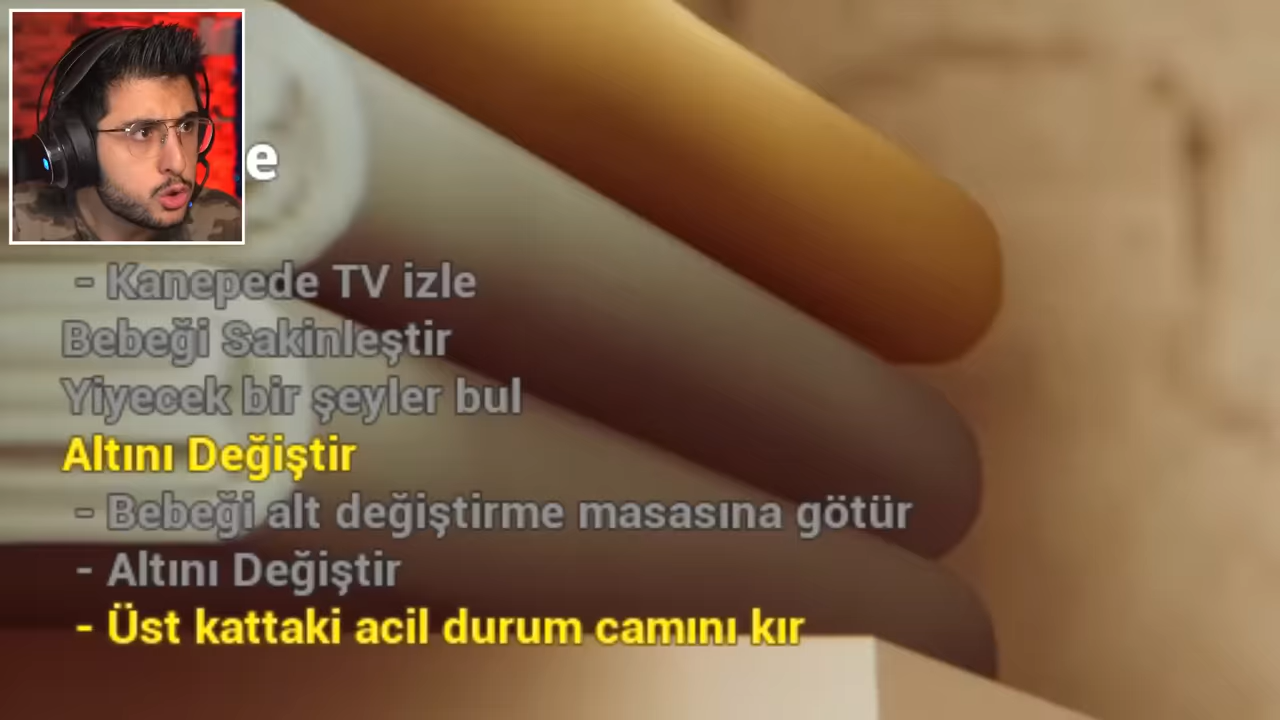 e
- Kanepede TV izle
Bebeği Sakinleştir
Yiyecek bir şeyler bul
Altını Değiştir
- Bebeği alt değiştirme masasına götür
- Altını Değiştir
- Üst kattaki acil durum camını kır